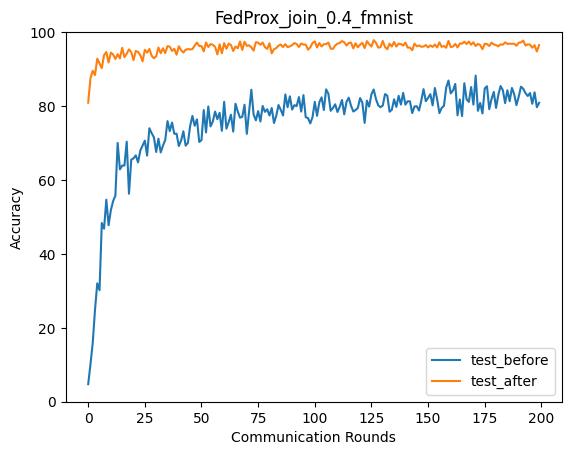 FedProx_join_0.4_fmnist
100
80
60
40
20
0
Accuracy
0 25 50 75 100 125 150 175 200
Communication Rounds
test_before
test_after